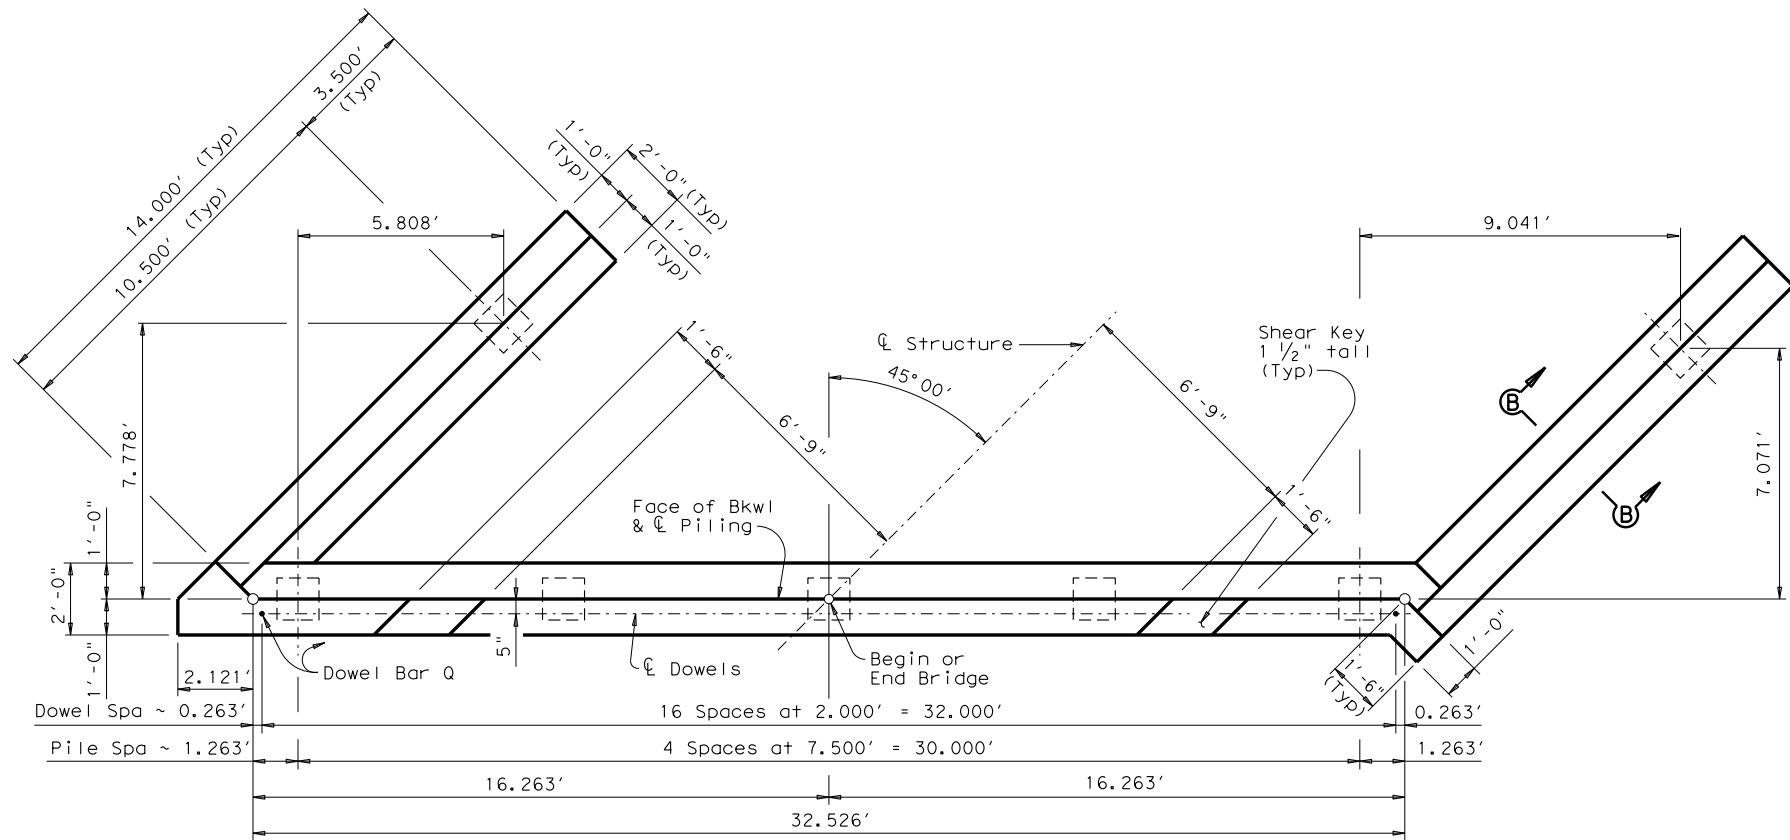 3.500'
(Typ)
14.000' (Typ)
10.500' (Typ)
1'-0"
(Typ)
2'-0" (Typ)
1'-0"
(Typ)
5.808'
9.041'
7.778'
1'-6"
6'-9"
℄ Structure
45°00'
6'-9"
Shear Key
1 1/2" tall
(Typ)
1'-6"
B
B
7.071'
Face of Bkwl
& ℄ Piling
1'-0"
2'-0"
1'-0"
5"
2.121'
Dowel Bar Q
℄ Dowels
Begin or
End Bridge
1'-6"
(Typ)
1'-0"
Dowel Spa ~ 0.263'
16 Spaces at 2.000' = 32.000'
0.263'
Pile Spa ~ 1.263'
4 Spaces at 7.500' = 30.000'
1.263'
16.263'
16.263'
32.526'